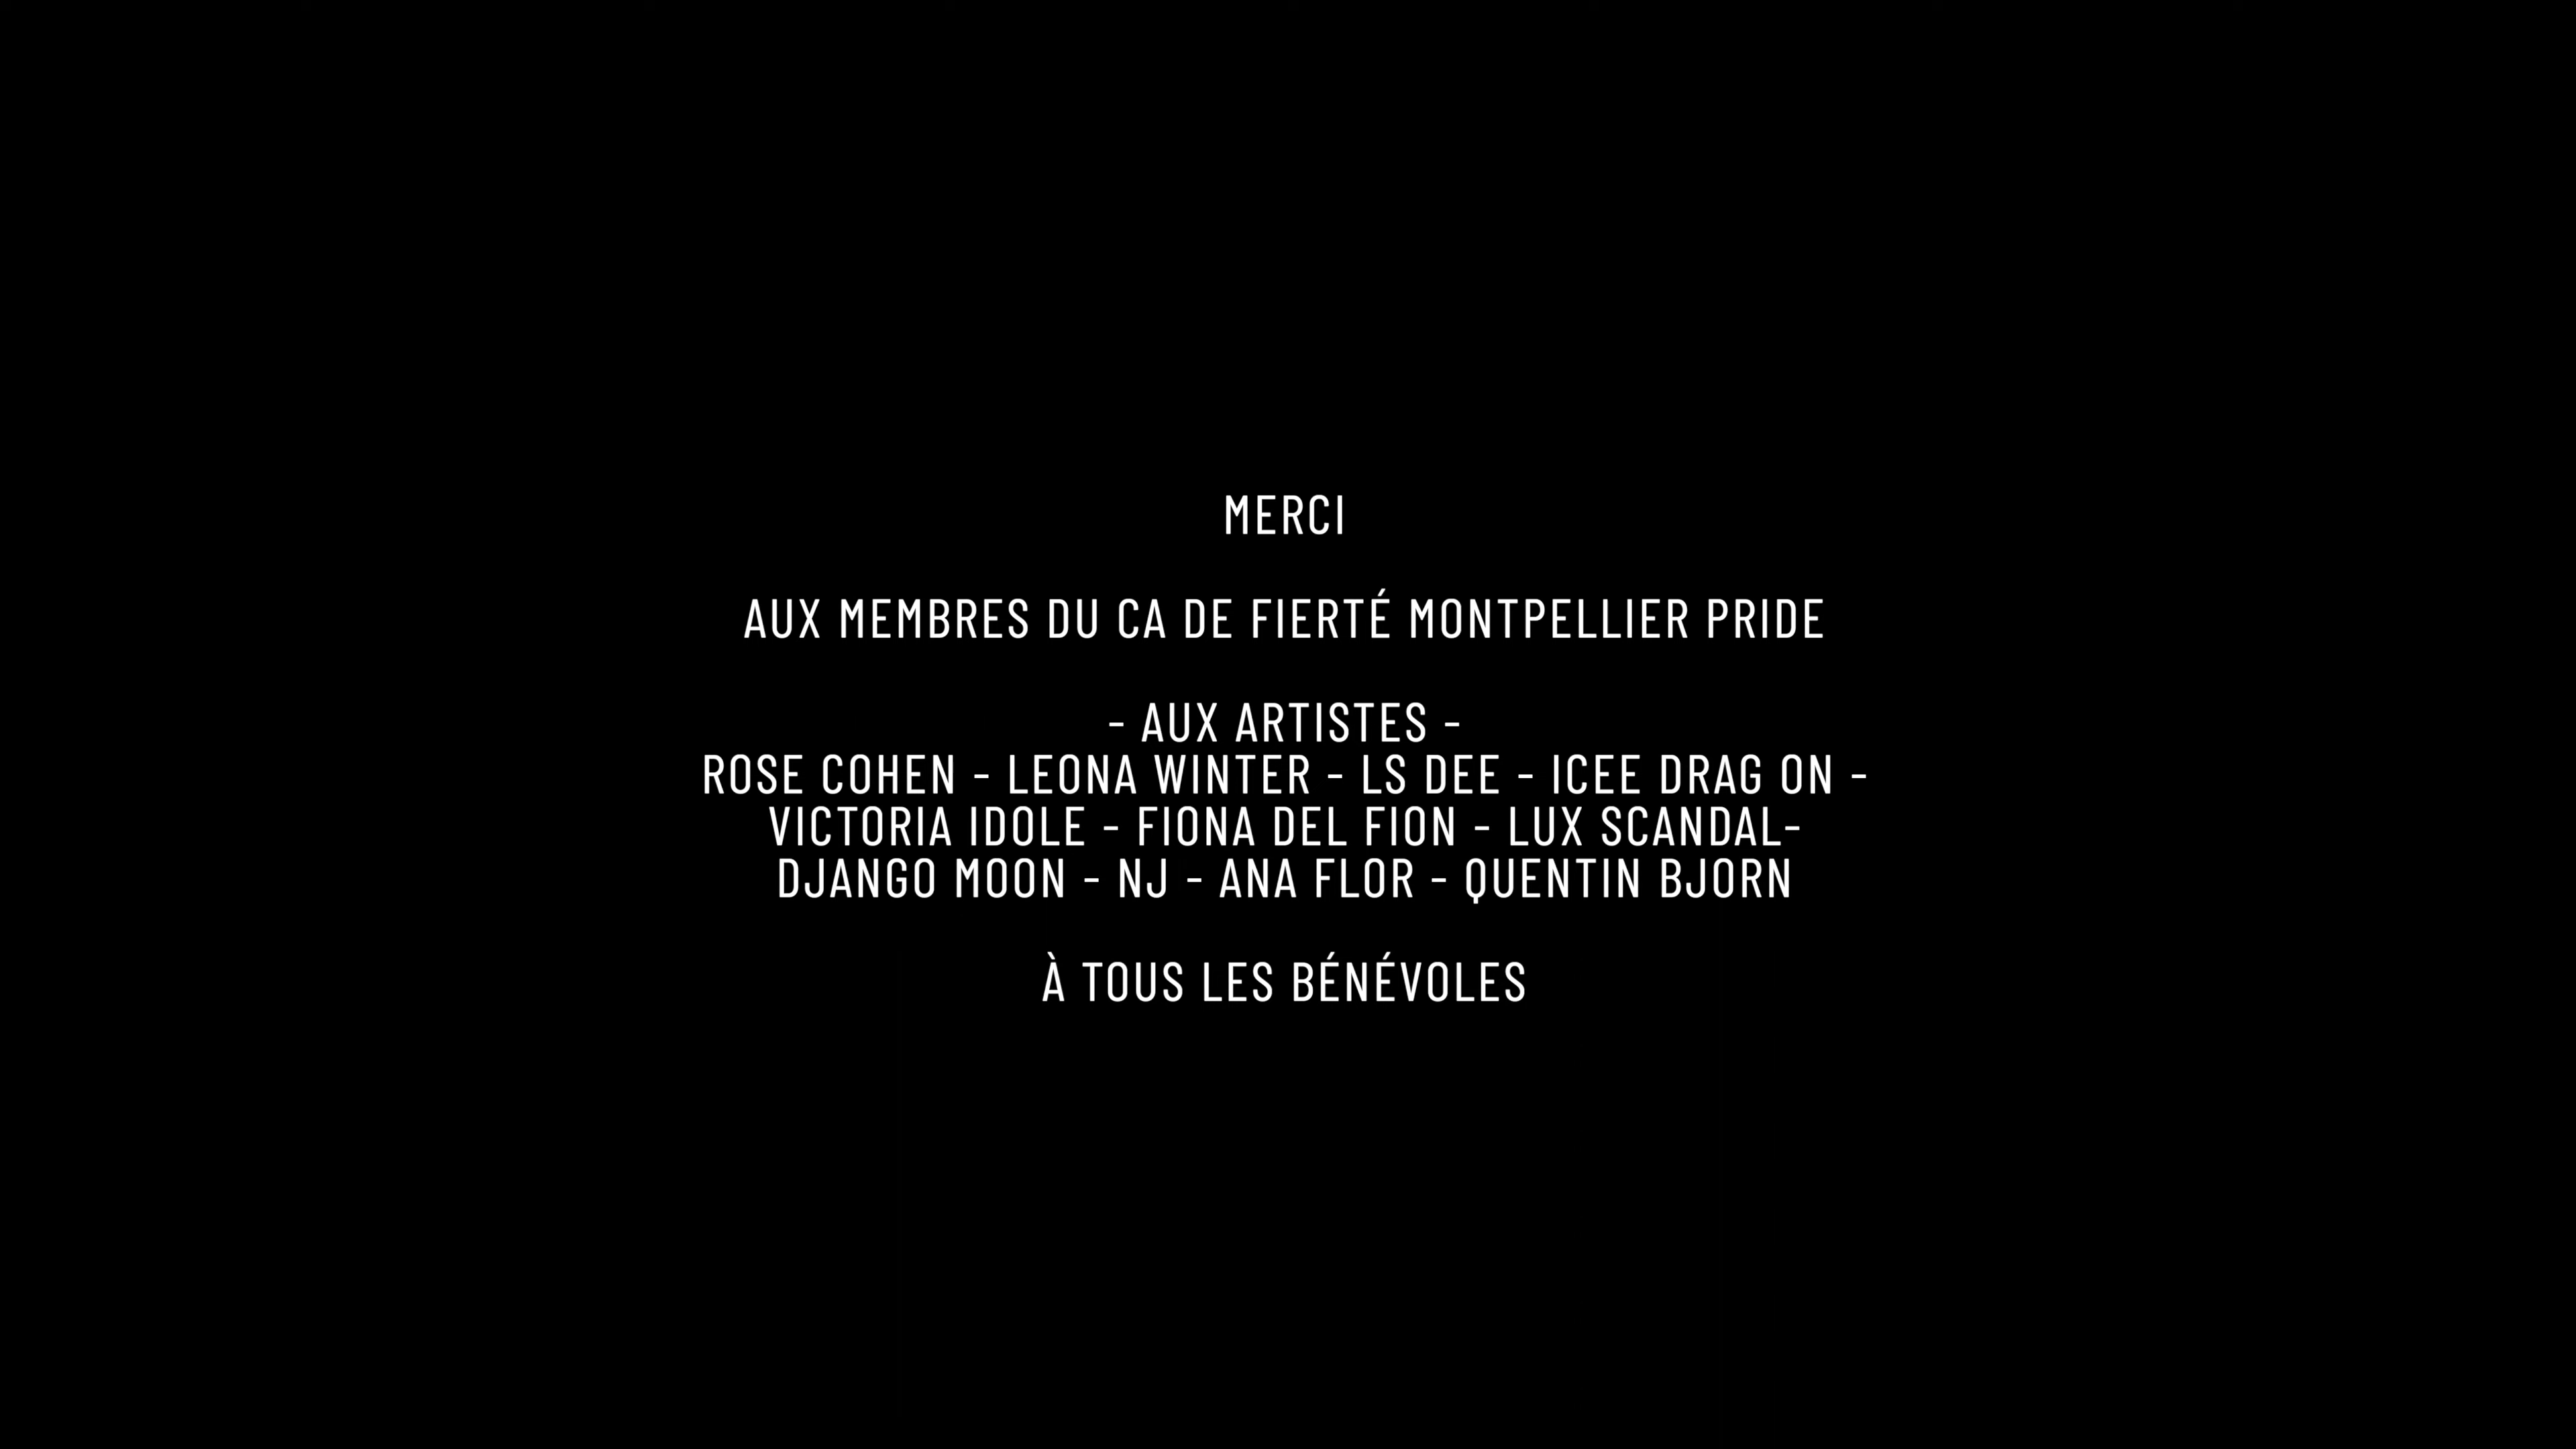 MERCI
AUX MEMBRES DU CA DE FIERTÉ MONTPELLIER PRIDE
- AUX ARTISTES -
ROSE COHEN - LEONA WINTER - LS DEE - ICEE DRAG ON -
VICTORIA IDOLE - FIONA DEL FION - LUX SCANDAL-
DJANGO MOON - NJ - ANA FLOR - QUENTIN BJORN
À TOUS LES BÉNÉVOLES